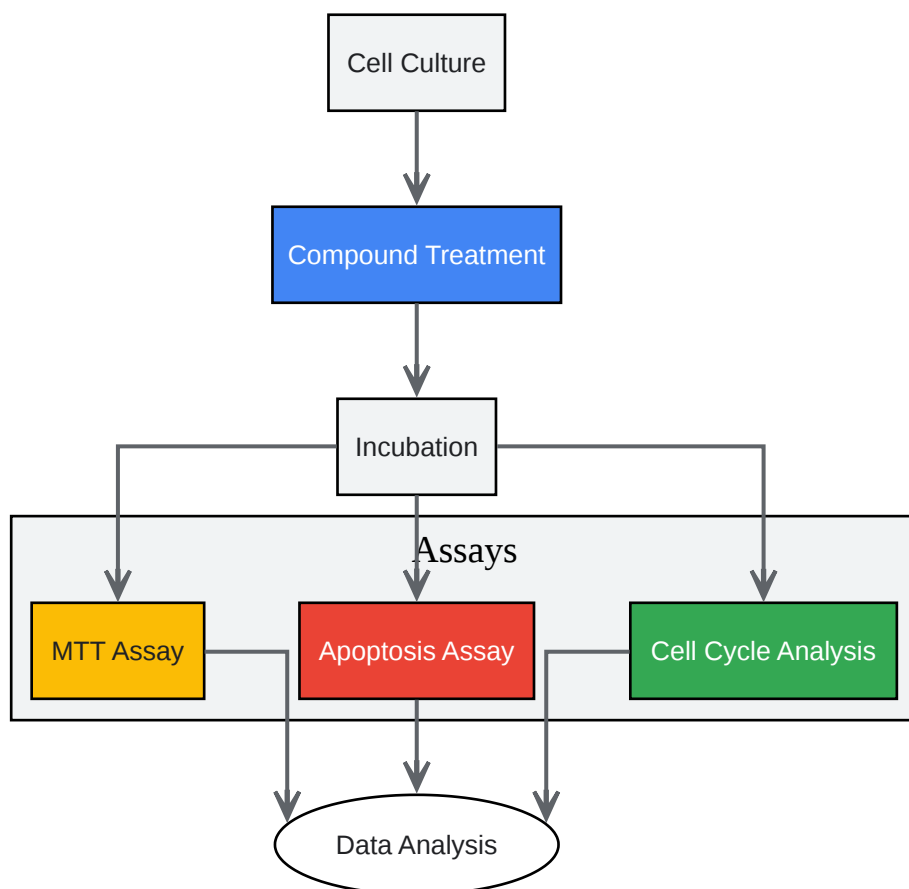 Cell Culture
Compound Treatment
Incubation
Assays
MTT Assay
Apoptosis Assay
Cell Cycle Analysis
Data Analysis